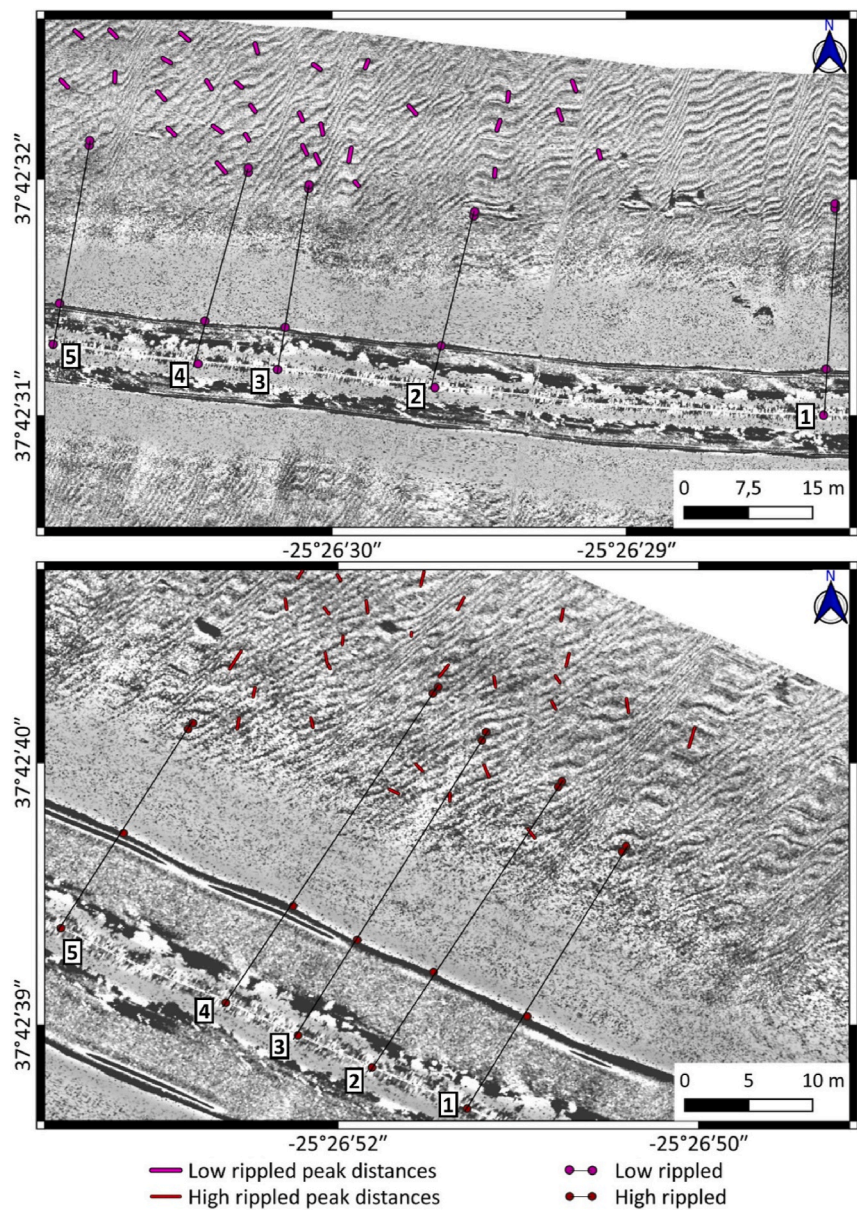 N
37°42'32"
37°42'31"
5
4
3
2
1
0 7,5 15 m
-25°26'30" -25°26'29"
N
37°42'40"
37°42'39"
5
4
3
2
1
0 5 10 m
-25°26'52" -25°26'50"
Low rippled peak distances Low rippled
High rippled peak distances High rippled